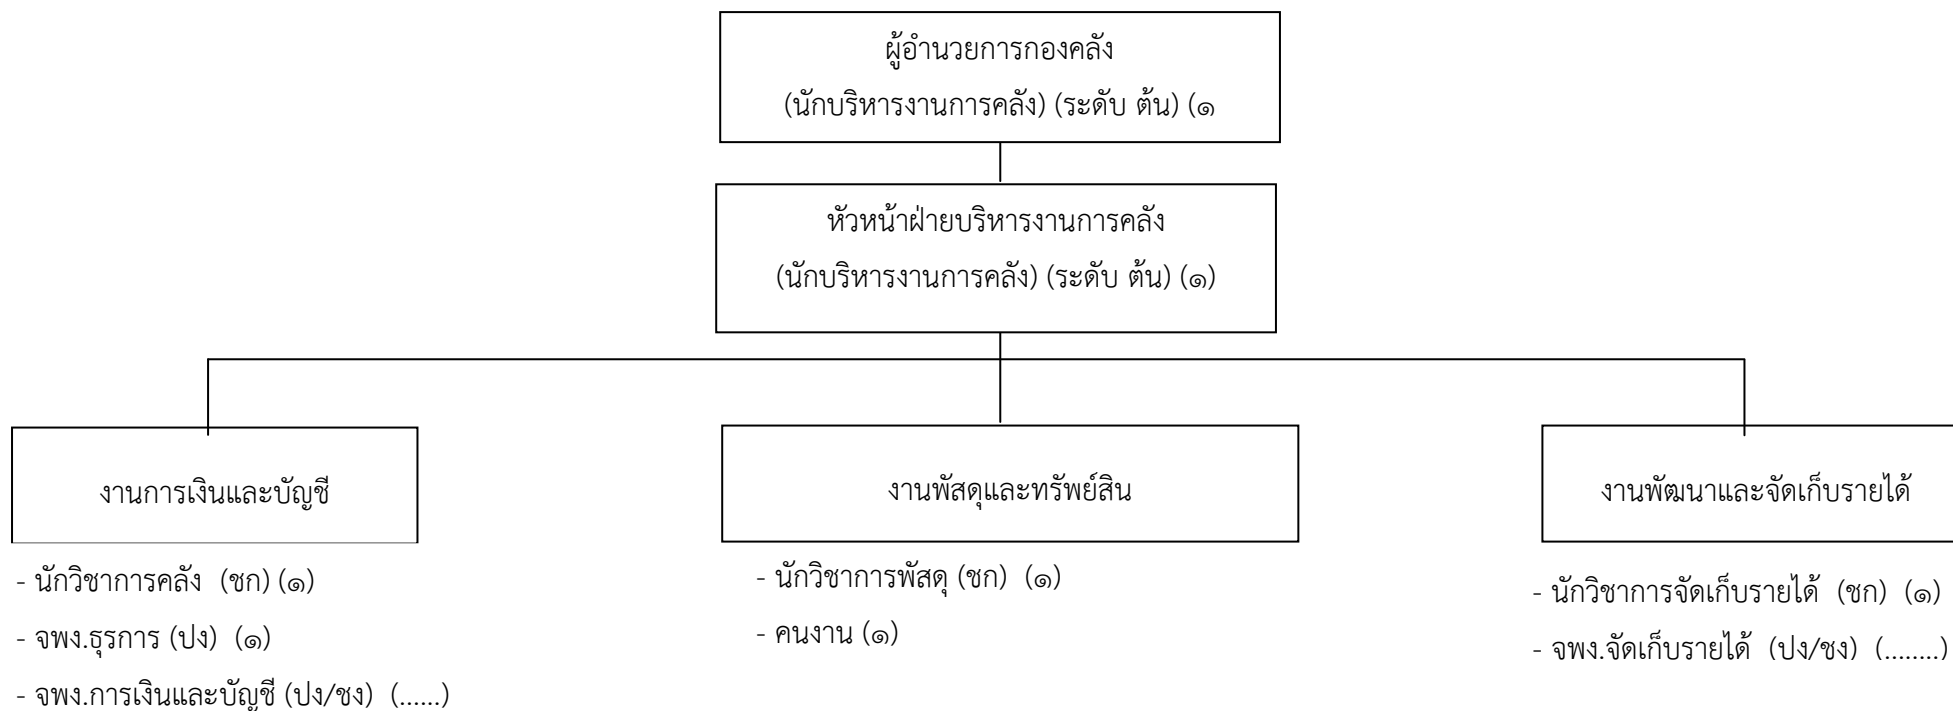 ผู้อำนวยการกองคลัง
(นักบริหารงานการคลัง) (ระดับ ต้น) (๑
หัวหน้าฝ่ายบริหารงานการคลัง
(นักบริหารงานการคลัง) (ระดับ ต้น) (๑)
งานการเงินและบัญชี
- นักวิชาการคลัง (ชก) (๑)
- จพง.ธุรการ (ปง) (๑)
- จพง.การเงินและบัญชี (ปง/ชง) (......)
งานพัสดุและทรัพย์สิน
- นักวิชาการพัสดุ (ชก) (๑)
- คนงาน (๑)
งานพัฒนาและจัดเก็บรายได้
- นักวิชาการจัดเก็บรายได้ (ชก) (๑)
- จพง.จัดเก็บรายได้ (ปง/ชง) (........)